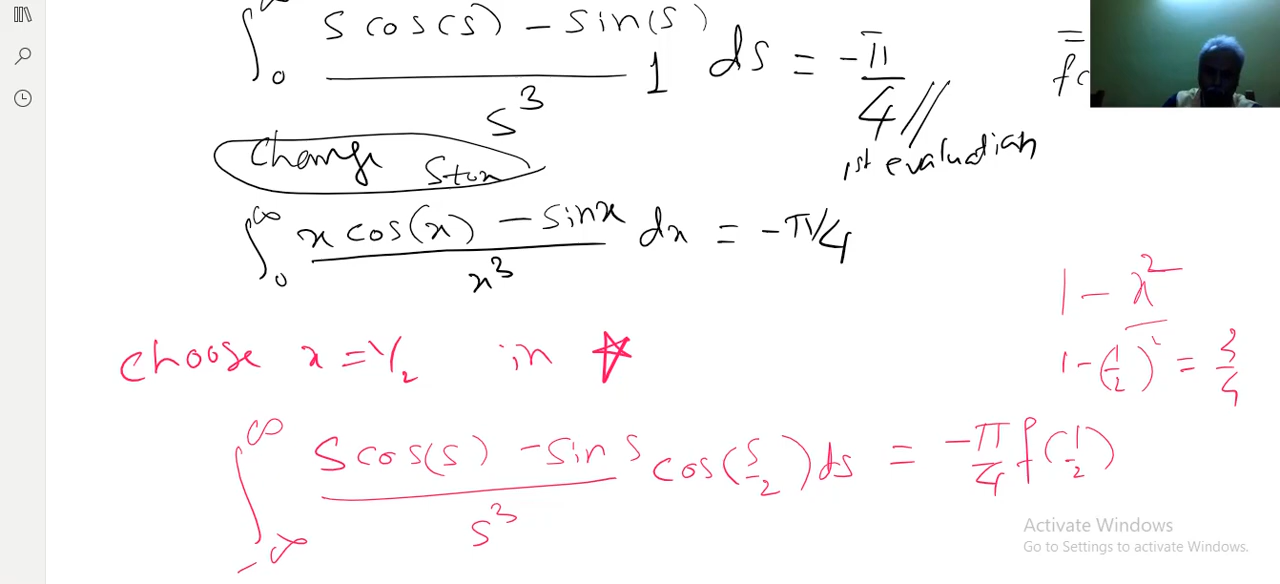 ∫₀^∞ (s cos(s) − sin(s))/s³ 1 ds = −π/4 //
1st evaluation
Change s to x
∫₀^∞ (x cos(x) − sin x)/x³ dx = −π/4
1 − x²
choose x = 1/2 in ☆
1 − (1/2)² = 3/4
∫_{-∞}^∞ (s cos(s) − sin s)/s³ cos(s/2) ds = −π/4 f(1/2)
Activate Windows
Go to Settings to activate Windows.